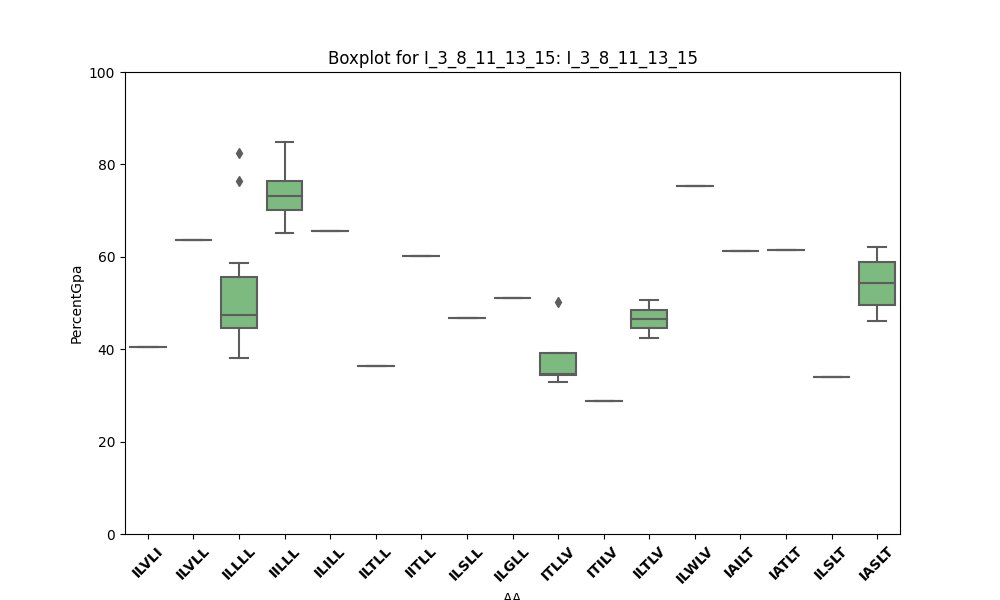 Boxplot for I_3_8_11_13_15: I_3_8_11_13_15
100
80
60
40
20
0
PercentGpa
ILVLI
ILVLL
ILLLL
IILLL
ILILL
ILTLL
IITLL
ILSLL
ILGLL
ITLLV
ITILV
ILTLV
ILWLV
IAILT
IATLT
ILSLT
IASLT
AA